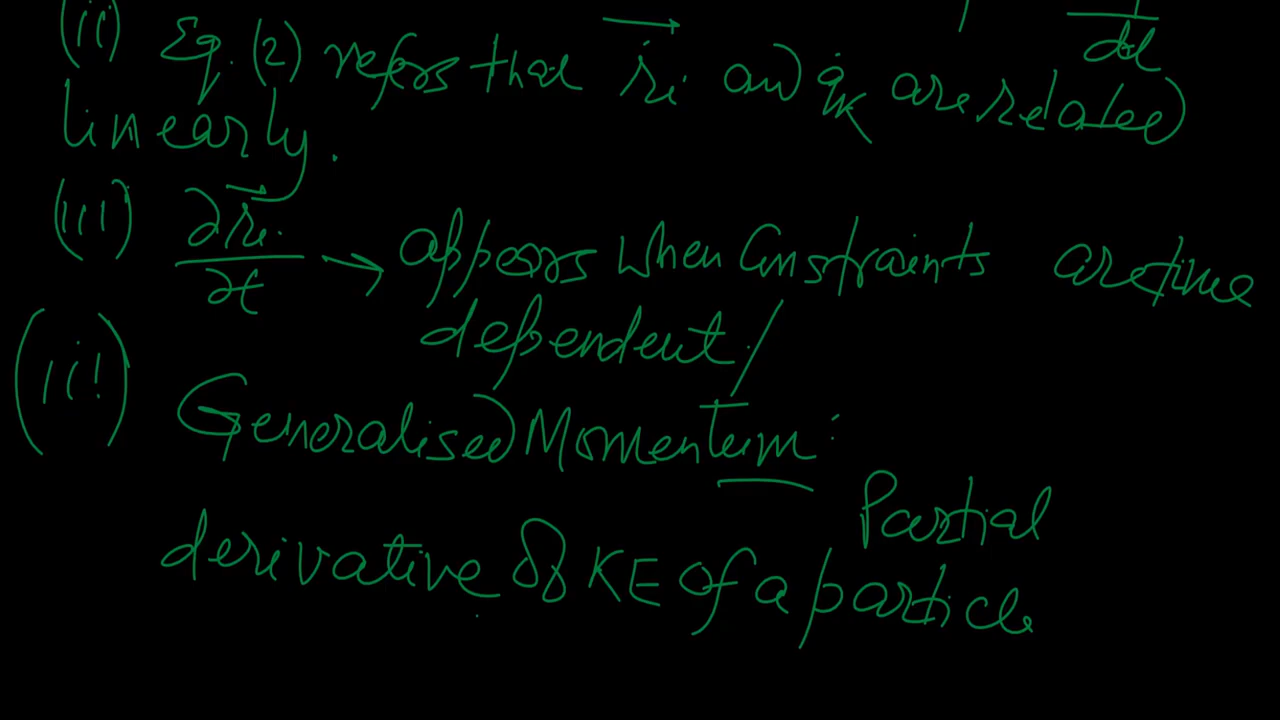 (ii) Eq. (2) refers that ṙi and q̇k are related
linearly.
(iii) ∂ri/∂t → appears when Constraints are time
dependent/
(ii) Generalised Momentum:
Partial
derivative of KE of a particle